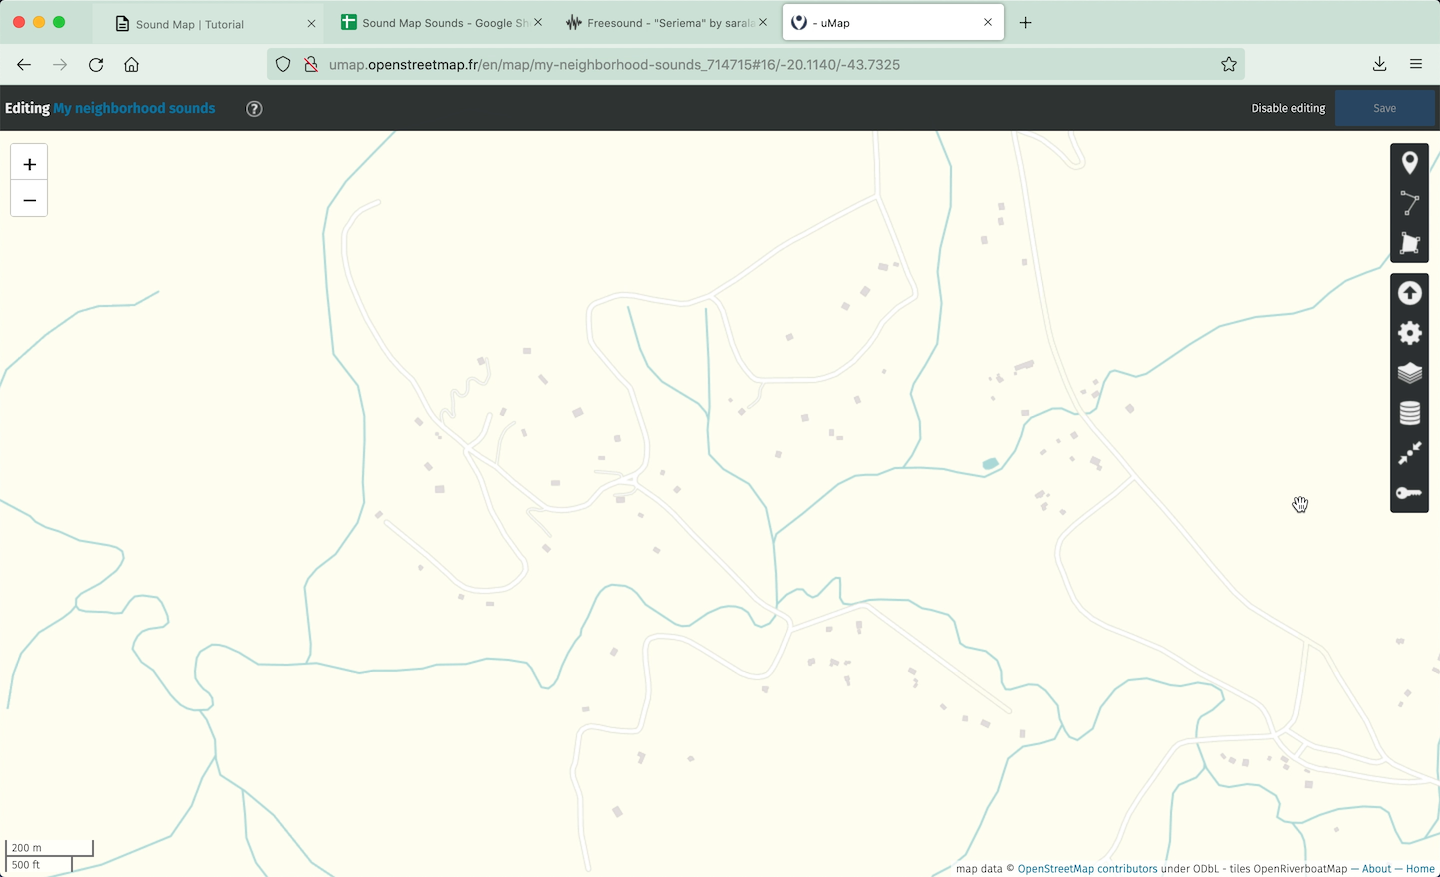 Sound Map | Tutorial
Sound Map Sounds - Google Sh
Freesound - "Seriema" by sarala
- uMap
umap.openstreetmap.fr/en/map/my-neighborhood-sounds_714715#16/-20.1140/-43.7325
Editing My neighborhood sounds
?
Disable editing
Save
+
−
200 m
500 ft
map data © OpenStreetMap contributors under ODbL - tiles OpenRiverboatMap — About — Home